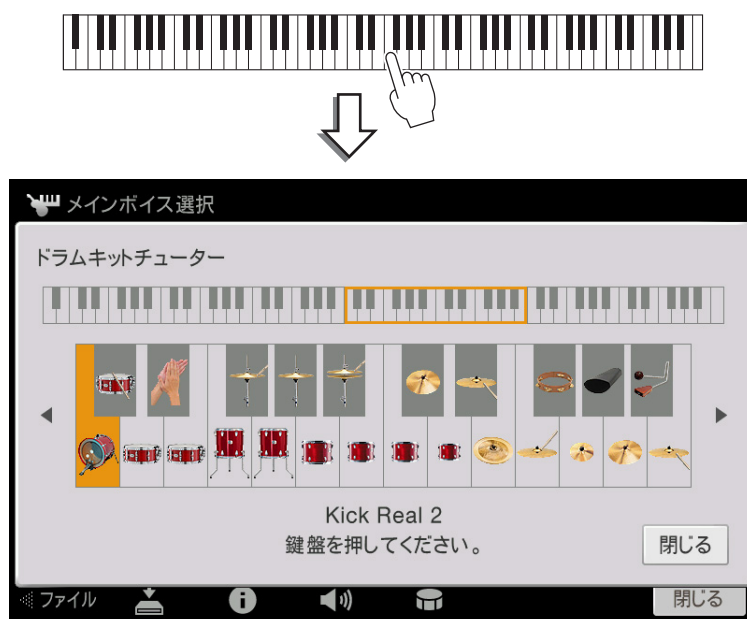 メインボイス選択
ドラムキットチューター
Kick Real 2
鍵盤を押してください。
閉じる
ファイル
閉じる